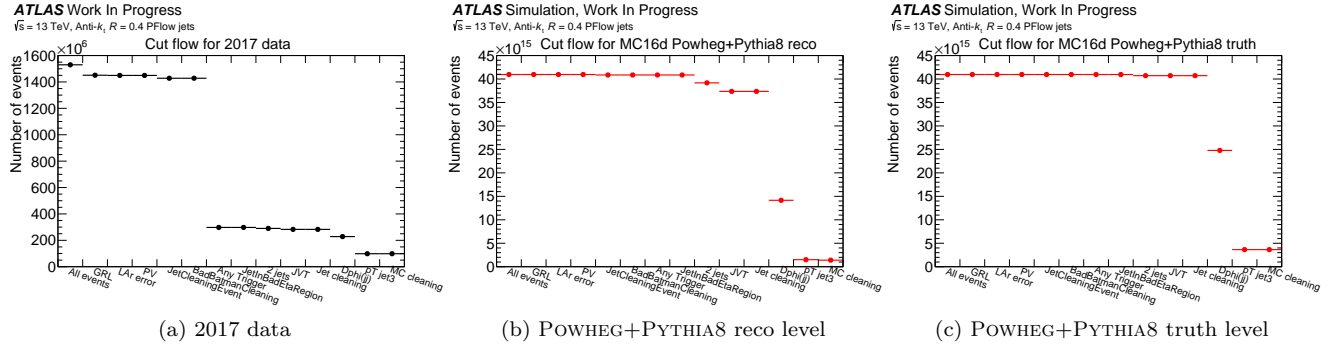 ATLAS Work In Progress
√s = 13 TeV, Anti-kt R = 0.4 PFlow jets
×10^6 Cut flow for 2017 data
Number of events
1600
1400
1200
1000
800
600
400
200
0
All events
GRL
LAr error
PV
JetCleaningEvent
BadBatmanCleaning
Any Trigger
JetInBadEtaRegion
2 jets
JVT
Jet cleaning
Dphi(jj)
pT jet3
MC cleaning
(a) 2017 data
ATLAS Simulation, Work In Progress
√s = 13 TeV, Anti-kt R = 0.4 PFlow jets
×10^15 Cut flow for MC16d Powheg+Pythia8 reco
Number of events
45
40
35
30
25
20
15
10
5
0
All events
GRL
LAr error
PV
JetCleaningEvent
BadBatmanCleaning
Any Trigger
JetInBadEtaRegion
2 jets
JVT
Jet cleaning
Dphi(jj)
pT jet3
MC cleaning
(b) Powheg+Pythia8 reco level
ATLAS Simulation, Work In Progress
√s = 13 TeV, Anti-kt R = 0.4 PFlow jets
×10^15 Cut flow for MC16d Powheg+Pythia8 truth
Number of events
45
40
35
30
25
20
15
10
5
0
All events
GRL
LAr error
PV
JetCleaningEvent
BadBatmanCleaning
Any Trigger
JetInBadEtaRegion
2 jets
JVT
Jet cleaning
Dphi(jj)
pT jet3
MC cleaning
(c) Powheg+Pythia8 truth level